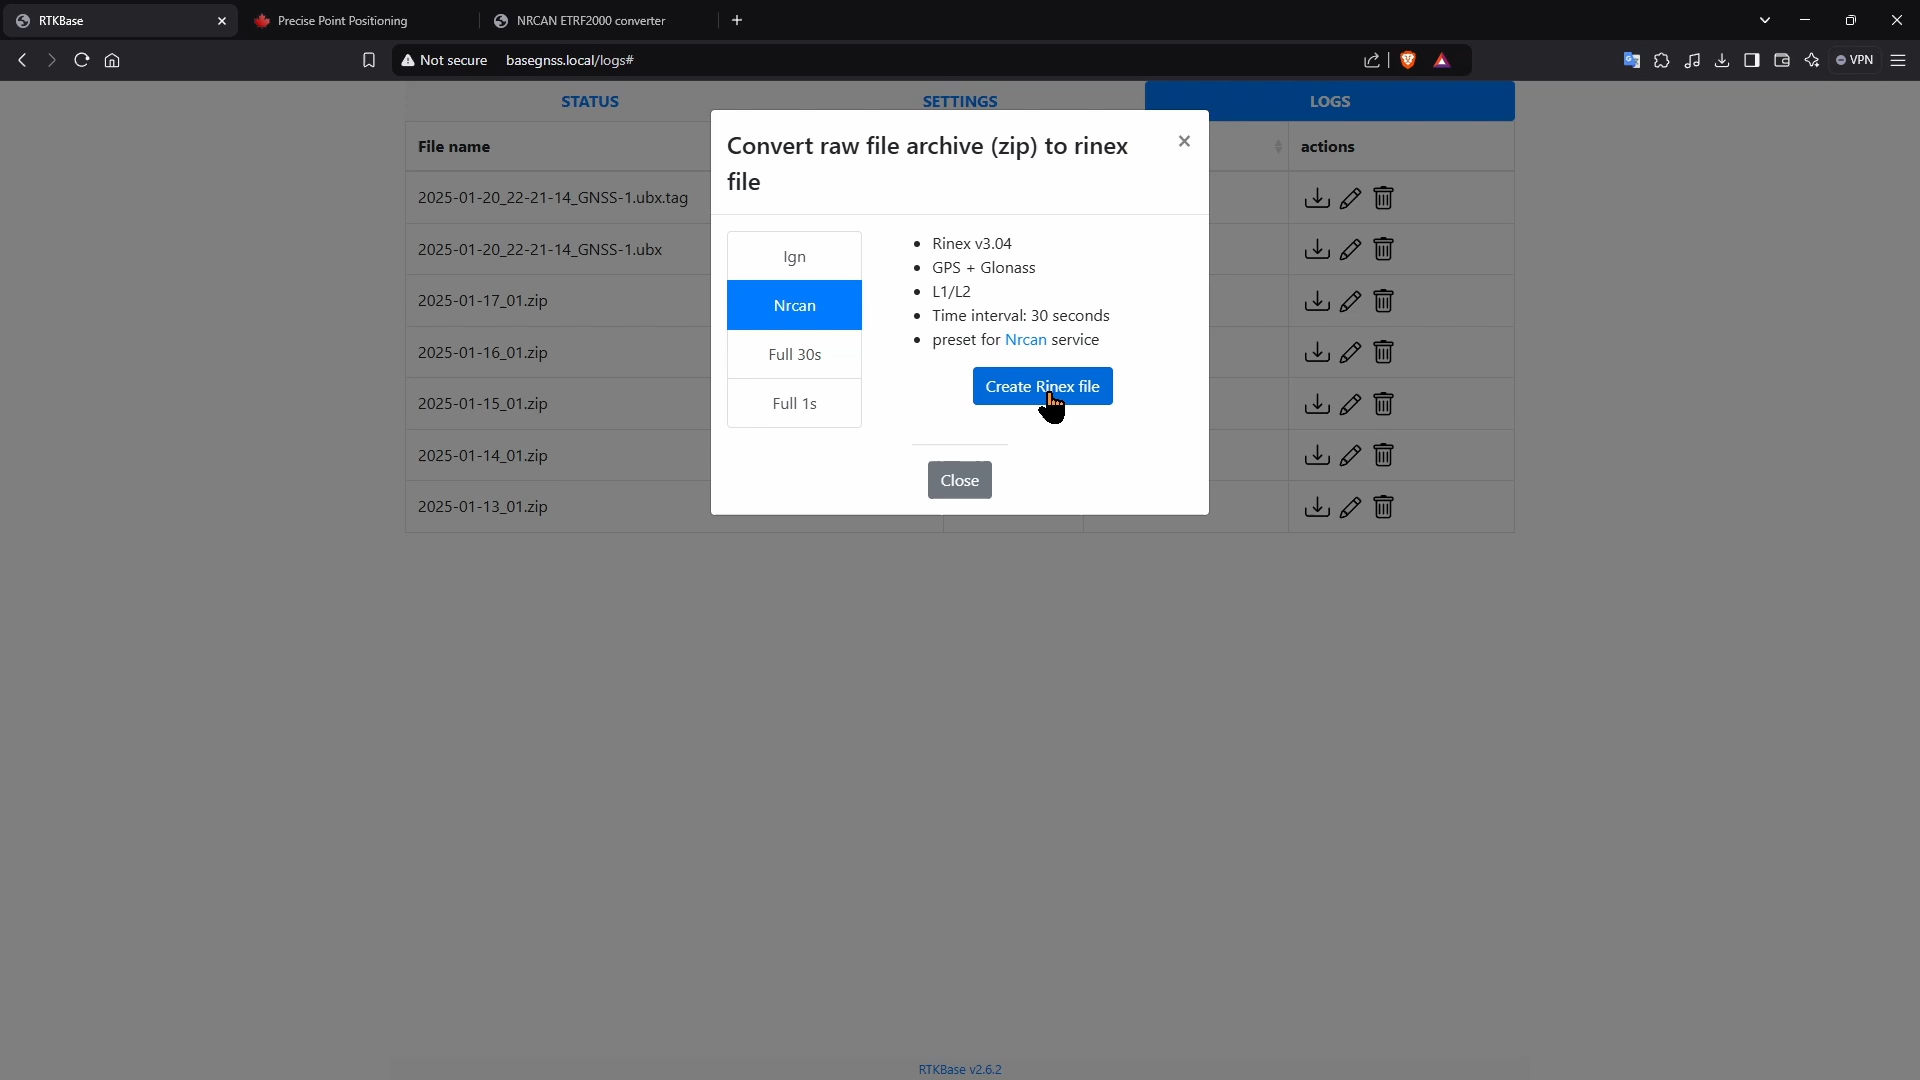 RTKBase
Precise Point Positioning
NRCAN ETRF2000 converter
Not secure
basegnss.local/logs#
VPN
STATUS
SETTINGS
LOGS
File name
actions
Convert raw file archive (zip) to rinex
file
×
2025-01-20_22-21-14_GNSS-1.ubx.tag
2025-01-20_22-21-14_GNSS-1.ubx
2025-01-17_01.zip
2025-01-16_01.zip
2025-01-15_01.zip
2025-01-14_01.zip
2025-01-13_01.zip
Ign
Nrcan
Full 30s
Full 1s
• Rinex v3.04
• GPS + Glonass
• L1/L2
• Time interval: 30 seconds
• preset for Nrcan service
Create Rinex file
Close
RTKBase v2.6.2